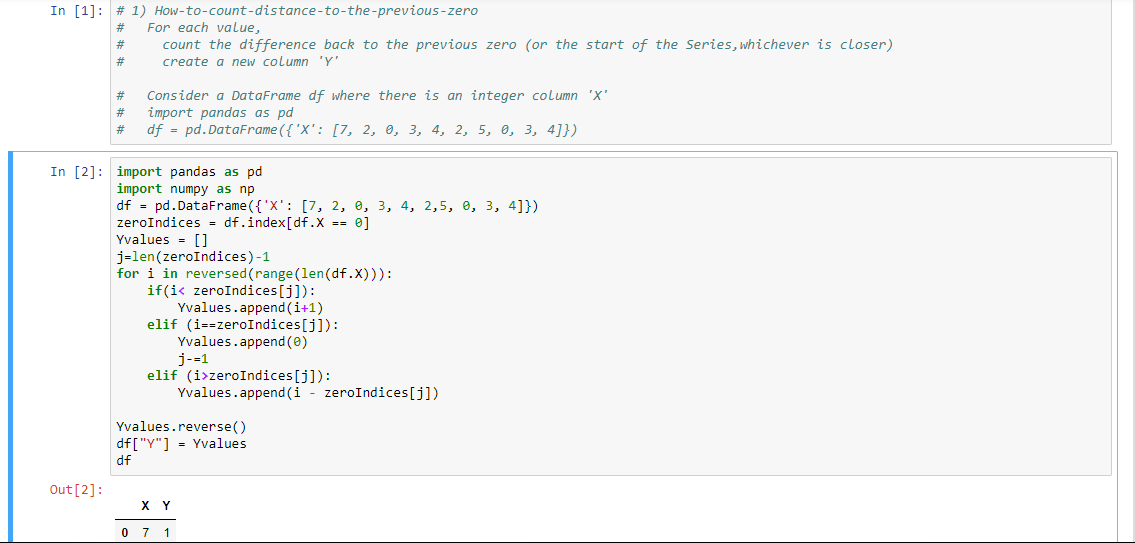 In [1]: # 1) How-to-count-distance-to-the-previous-zero
#   For each value,
#     count the difference back to the previous zero (or the start of the Series,whichever is closer)
#     create a new column 'Y'
#   Consider a DataFrame df where there is an integer column 'X'
#   import pandas as pd
#   df = pd.DataFrame({'X': [7, 2, 0, 3, 4, 2, 5, 0, 3, 4]})
In [2]: import pandas as pd
import numpy as np
df = pd.DataFrame({'X': [7, 2, 0, 3, 4, 2,5, 0, 3, 4]})
zeroIndices = df.index[df.X == 0]
Yvalues = []
j=len(zeroIndices)-1
for i in reversed(range(len(df.X))):
    if(i< zeroIndices[j]):
        Yvalues.append(i+1)
    elif (i==zeroIndices[j]):
        Yvalues.append(0)
        j-=1
    elif (i>zeroIndices[j]):
        Yvalues.append(i - zeroIndices[j])
Yvalues.reverse()
df["Y"] = Yvalues
df
Out[2]:
X Y
0 7 1